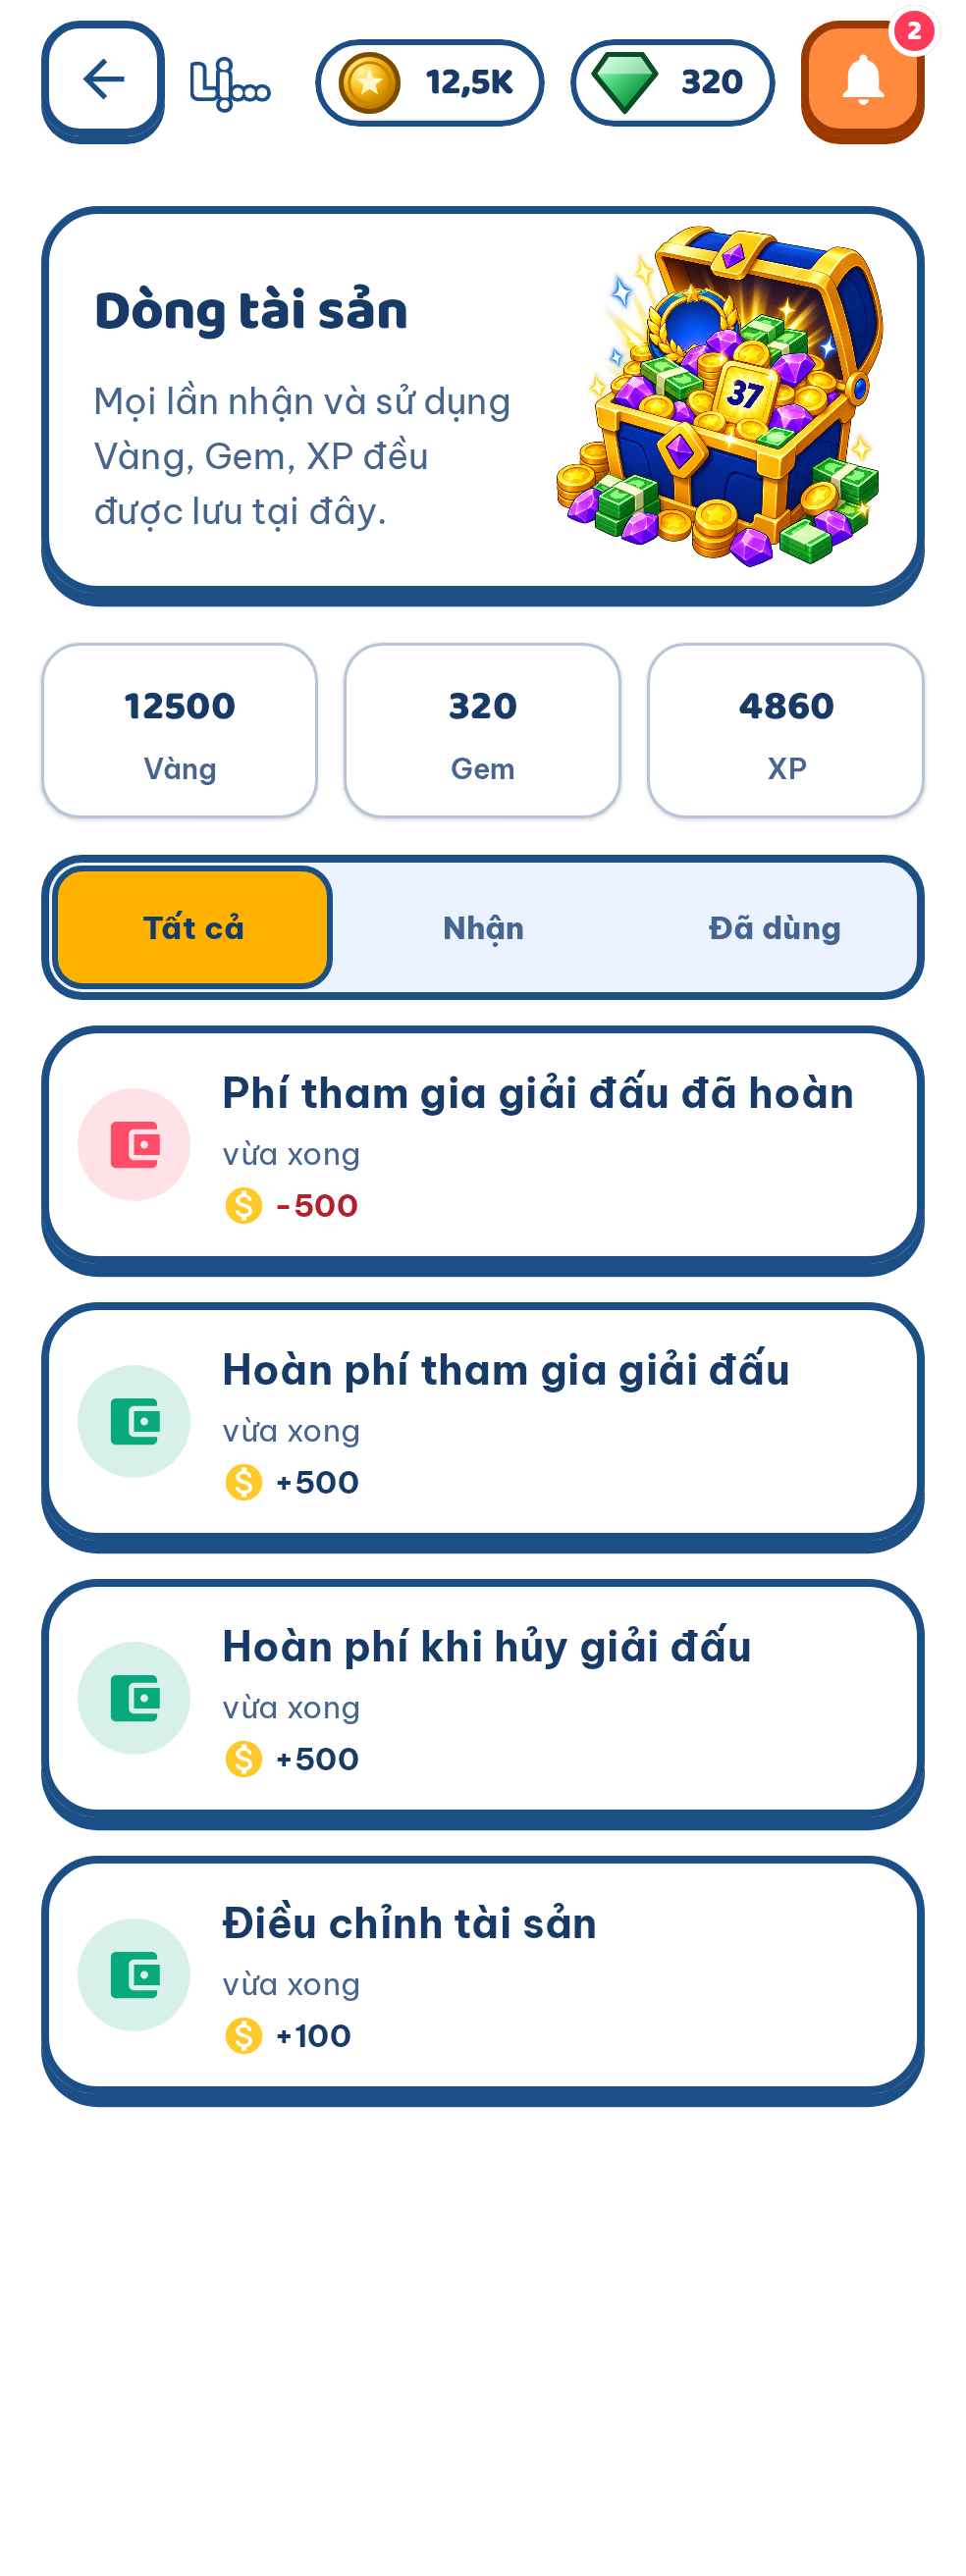 12,5K
320
2
Dòng tài sản
Mọi lần nhận và sử dụng
Vàng, Gem, XP đều
được lưu tại đây.
37
12500
Vàng
320
Gem
4860
XP
Tất cả
Nhận
Đã dùng
Phí tham gia giải đấu đã hoàn
vừa xong
-500
Hoàn phí tham gia giải đấu
vừa xong
+500
Hoàn phí khi hủy giải đấu
vừa xong
+500
Điều chỉnh tài sản
vừa xong
+100